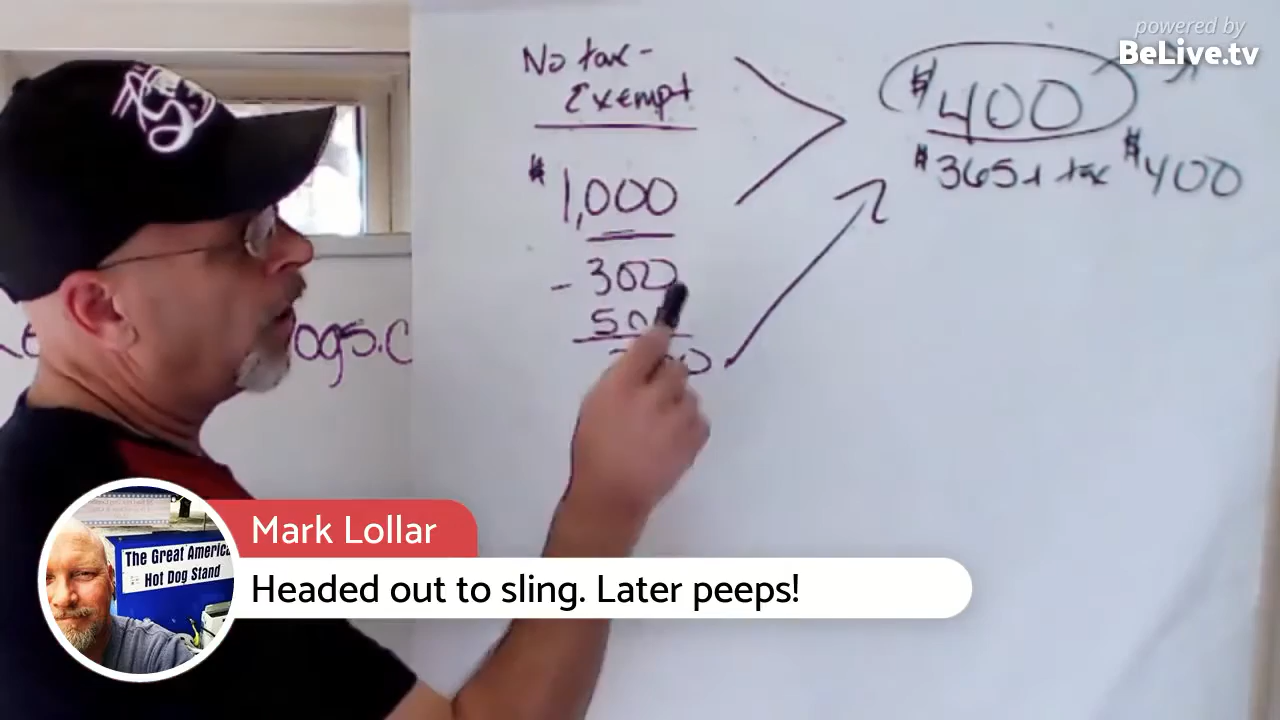 powered by
BeLive.tv
No tax-
Exempt
$1,000
- 300
$400
$365+ tax $400
ogs.c
The Great America
Hot Dog Stand
Mark Lollar
Headed out to sling. Later peeps!